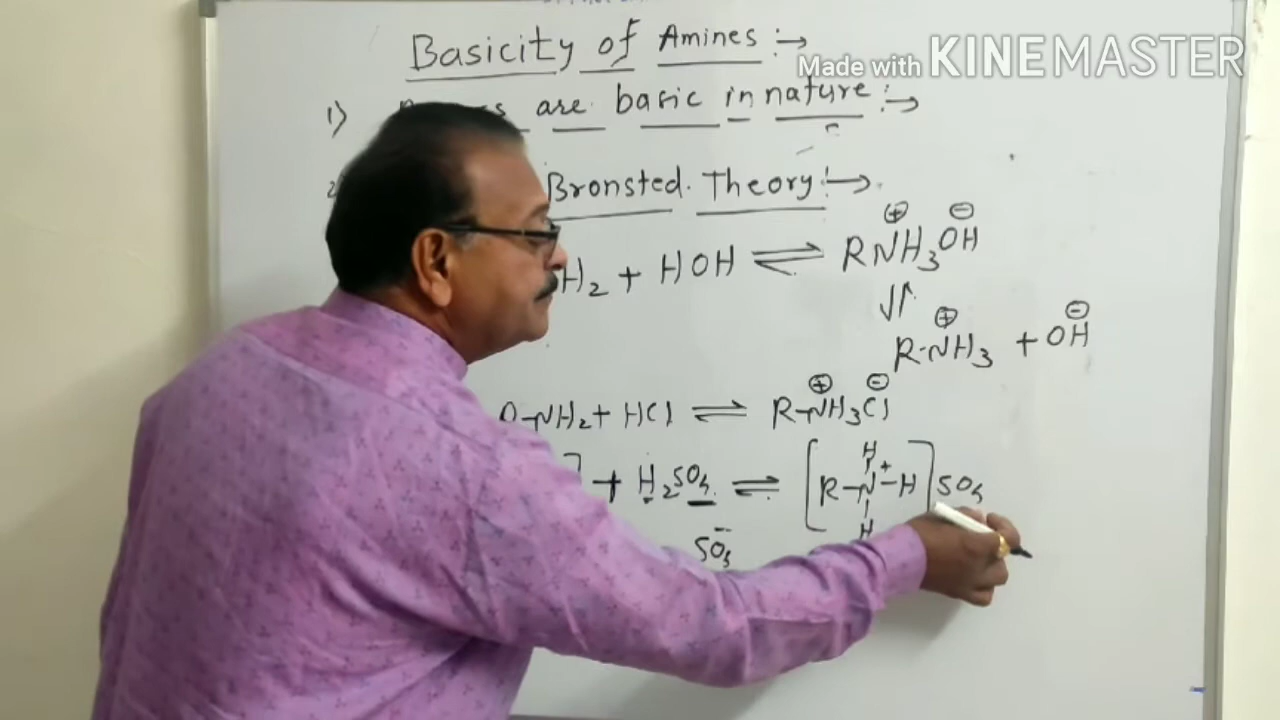 Basicity of Amines :→
Made with KINEMASTER
1) are basic in nature :→
Bronsted Theory :→
H₂ + HOH ⇌ RNH₃⊕ OH⊖
⇌
R-NH₃⊕ + OH⊖
R-NH₂ + HCl ⇌ R-NH₃⊕ Cl⊖
] + H₂SO₄ ⇌ [R-N⁺-H
H
H] SO₄
SO₄⁻